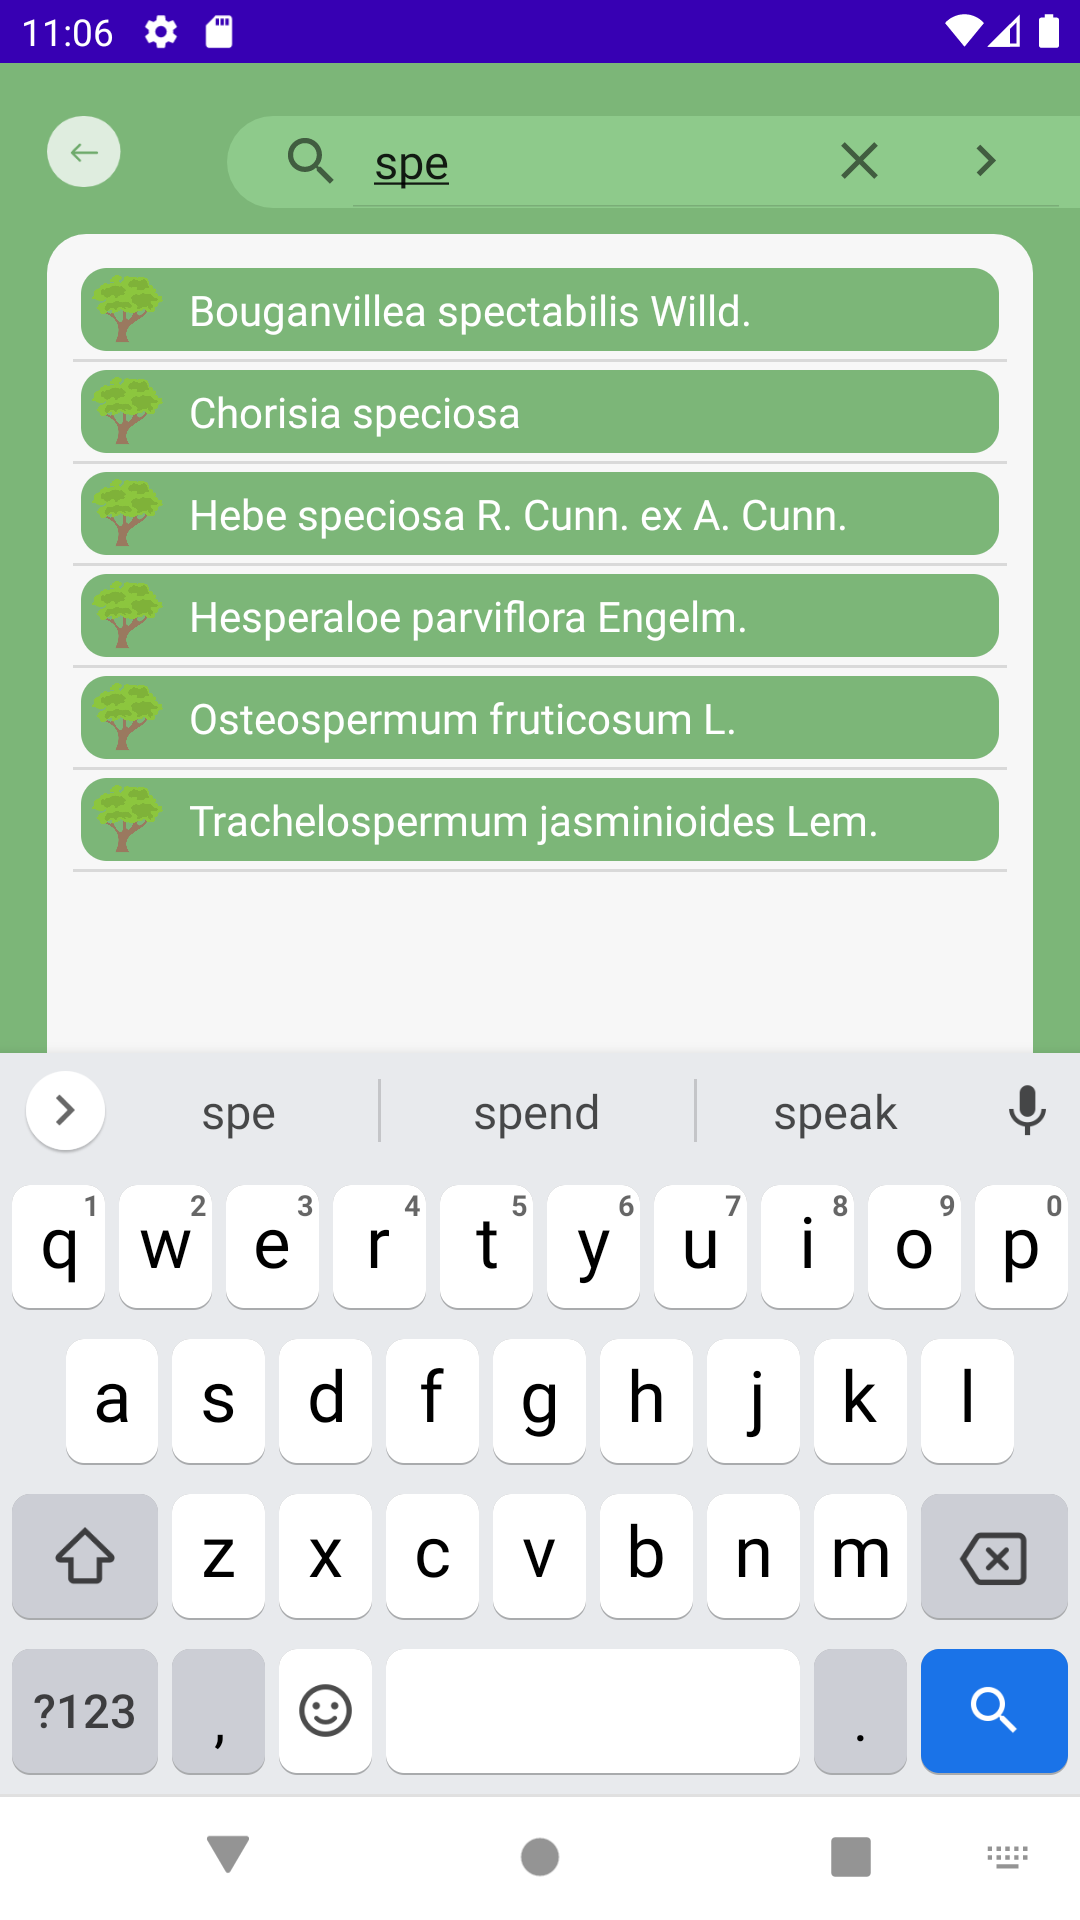 11:06
spe
Bouganvillea spectabilis Willd.
Chorisia speciosa
Hebe speciosa R. Cunn. ex A. Cunn.
Hesperaloe parviflora Engelm.
Osteospermum fruticosum L.
Trachelospermum jasminioides Lem.
spe spend speak
1 2 3 4 5 6 7 8 9 0
q w e r t y u i o p
a s d f g h j k l
z x c v b n m
?123 , .